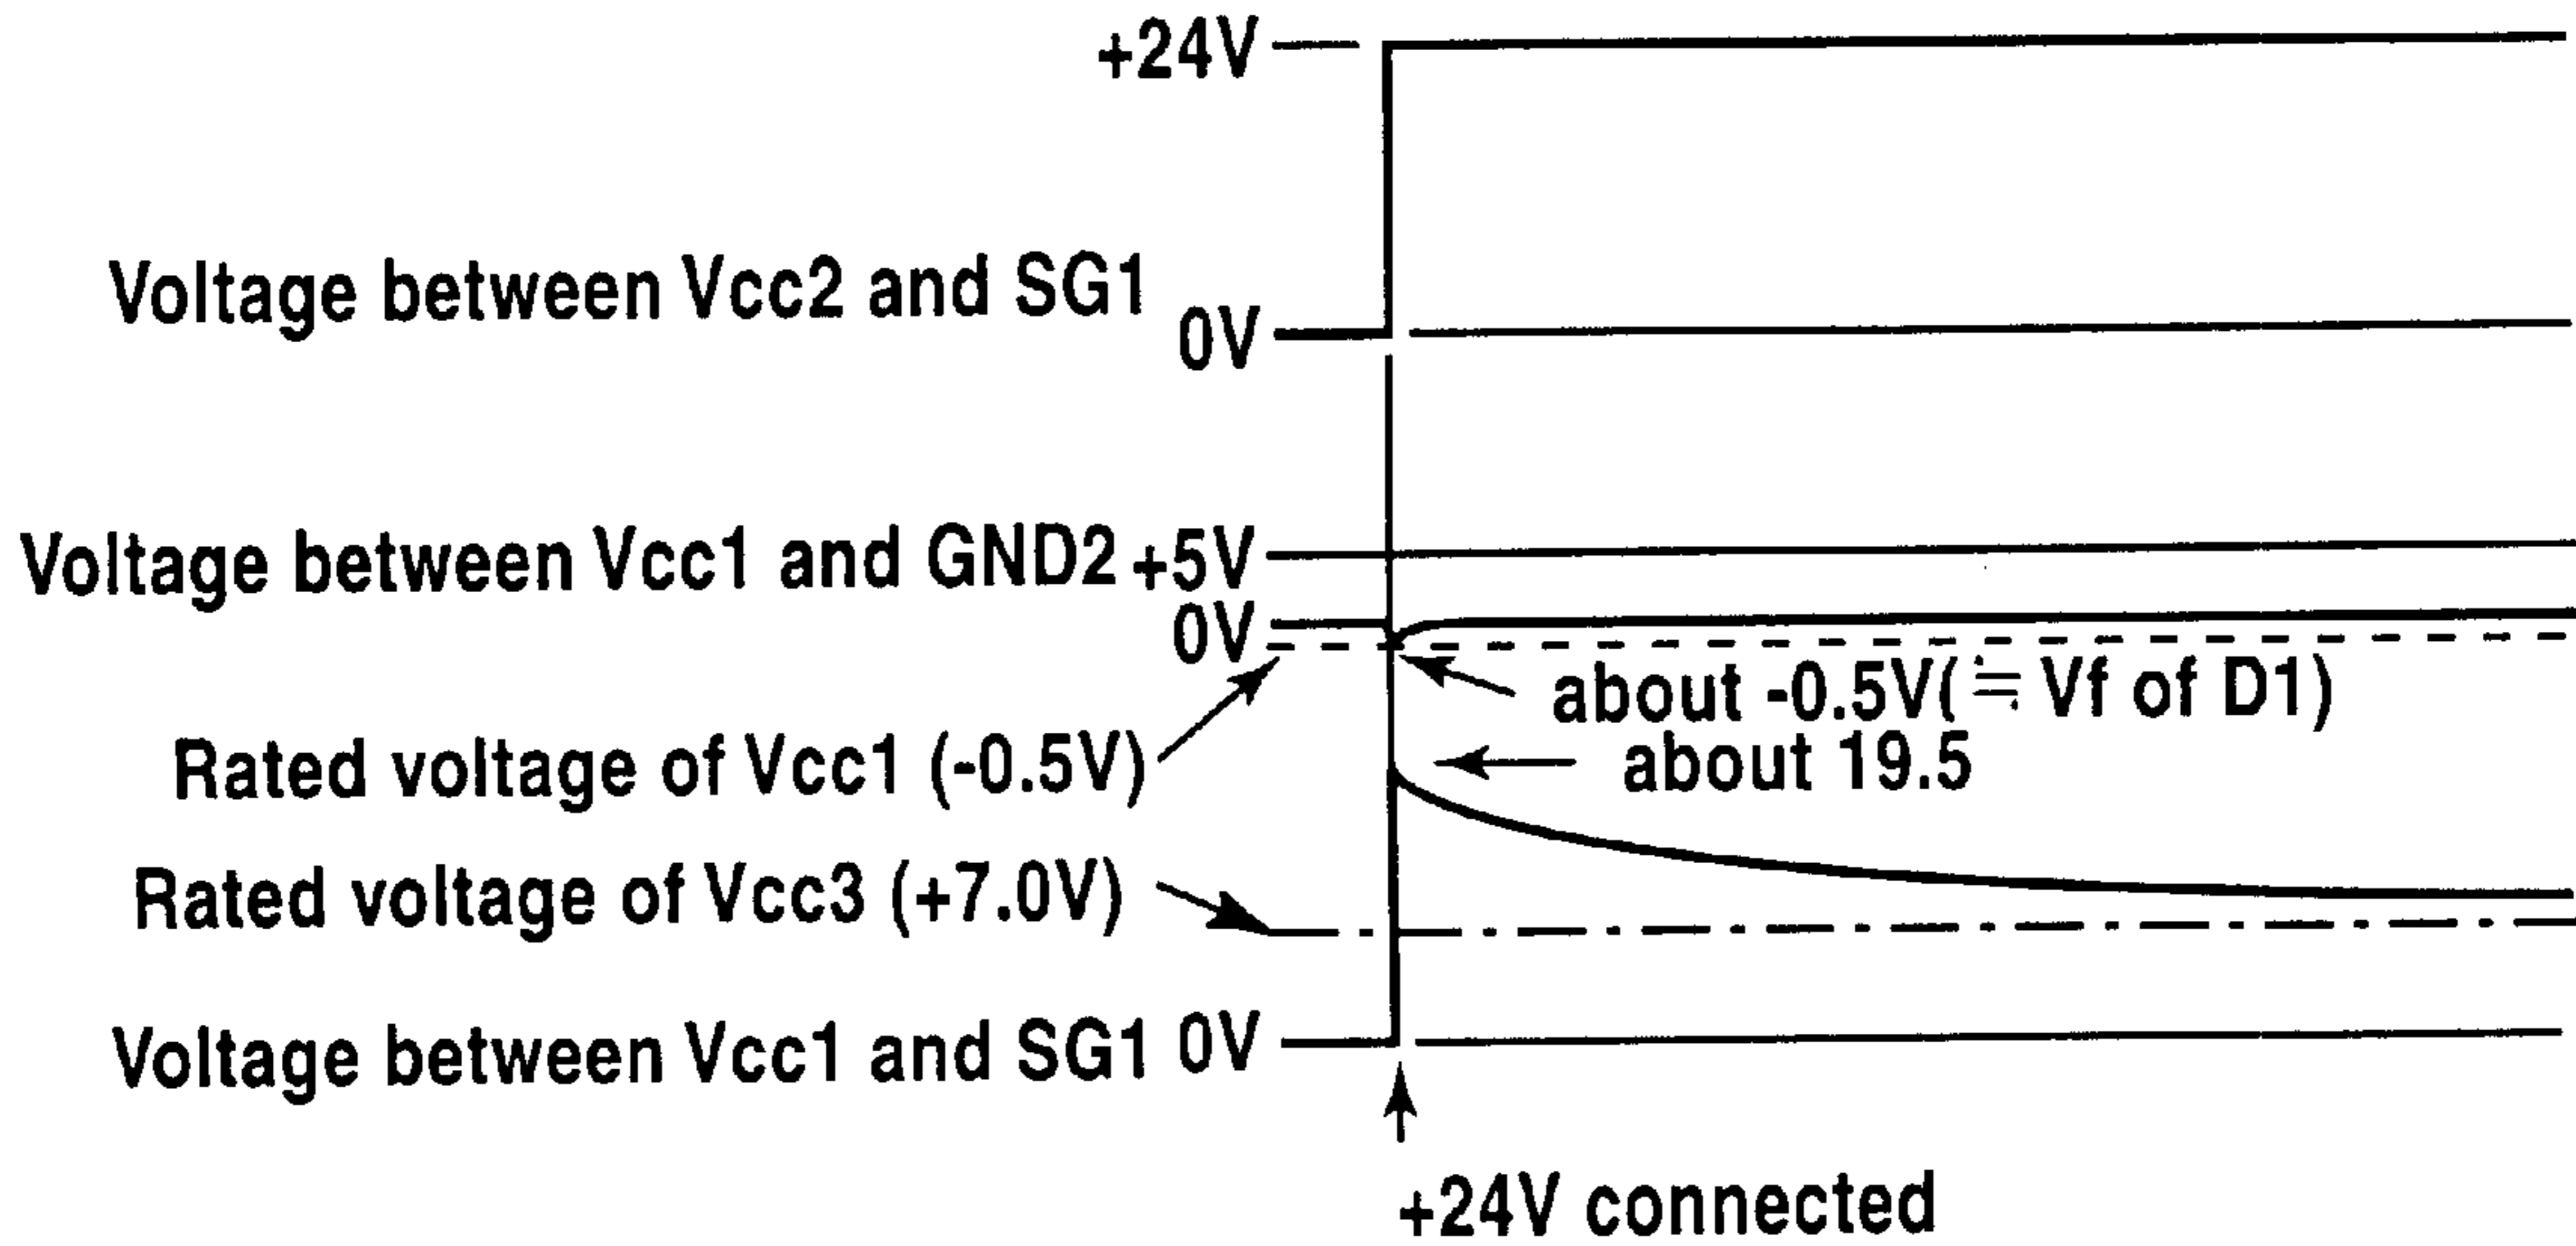 +24V
Voltage between Vcc2 and SG1
0V
Voltage between Vcc1 and GND2 +5V
0V
about -0.5V(≒ Vf of D1)
Rated voltage of Vcc1 (-0.5V)
about 19.5
Rated voltage of Vcc3 (+7.0V)
Voltage between Vcc1 and SG1 0V
+24V connected